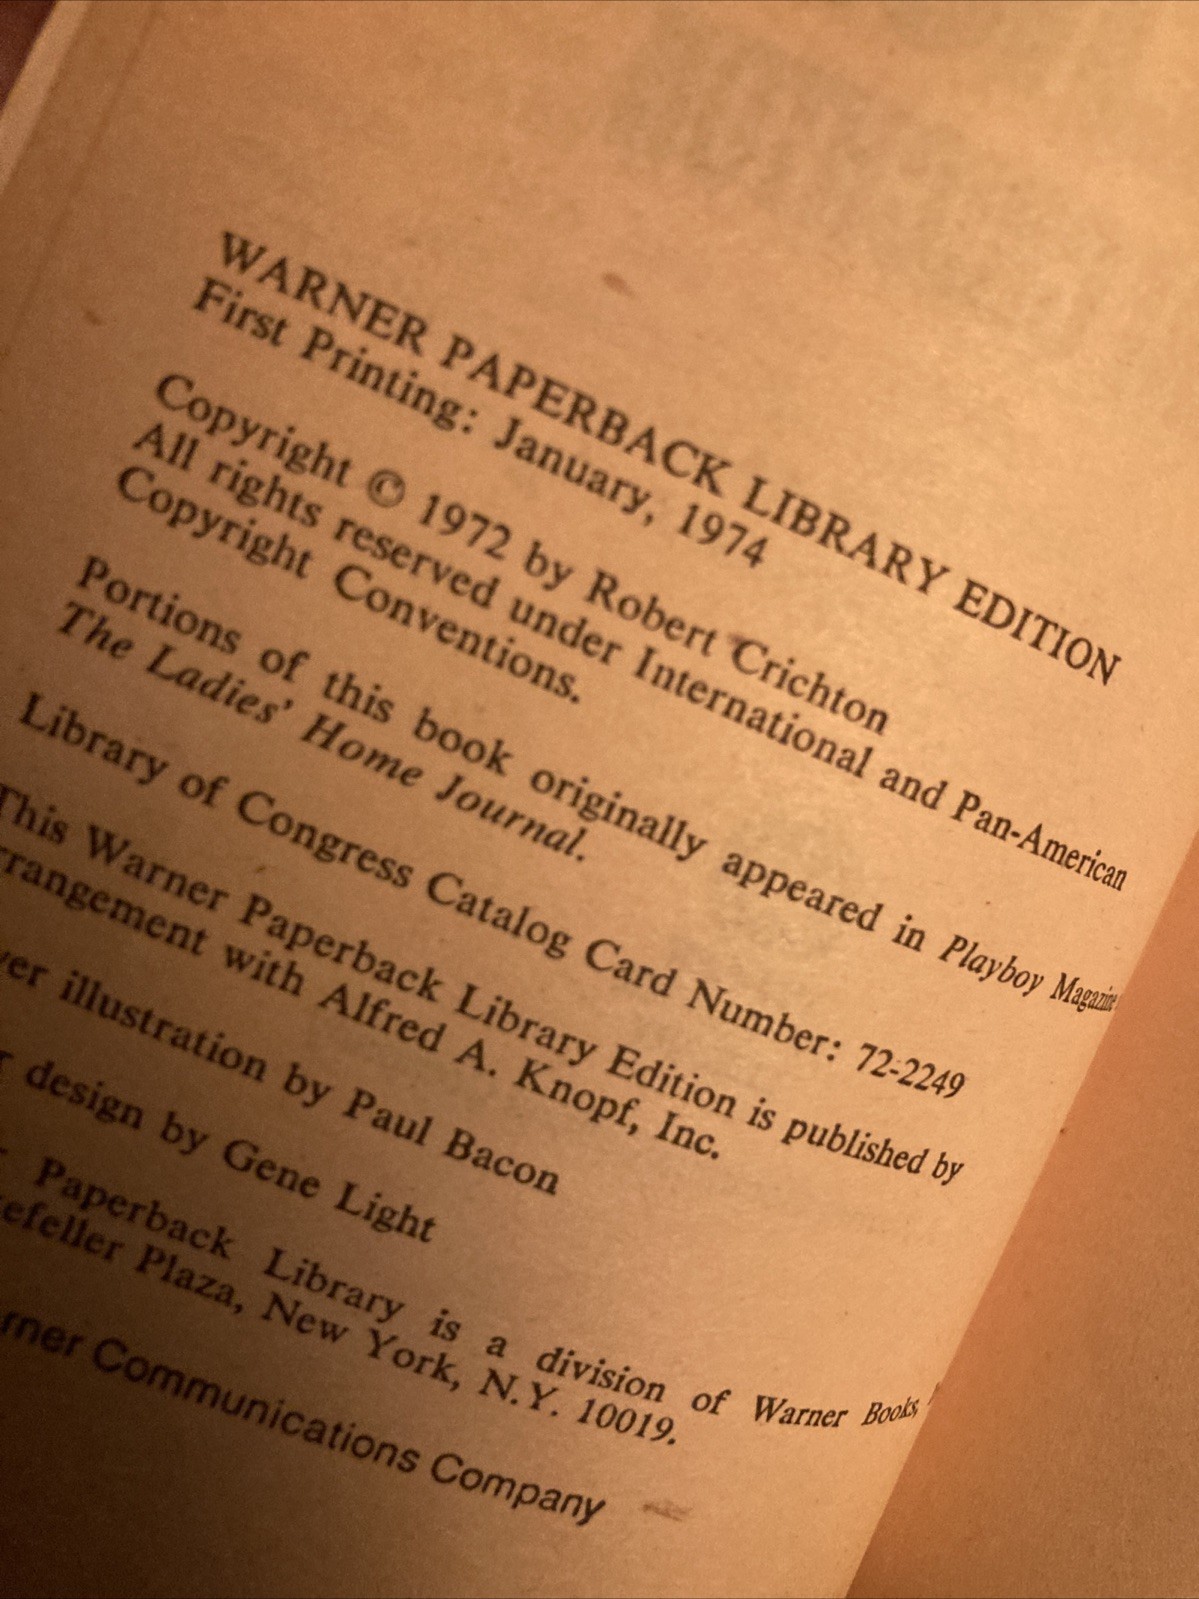 WARNER PAPERBACK LIBRARY EDITION
First Printing: January, 1974
Copyright © 1972 by Robert Crichton
All rights reserved under International and Pan-American
Copyright Conventions.
Portions of this book originally appeared in Playboy Magazine
The Ladies' Home Journal.
Library of Congress Catalog Card Number: 72-2249
This Warner Paperback Library Edition is published by
rrangement with Alfred A. Knopf, Inc.
ver illustration by Paul Bacon
r design by Gene Light
Paperback Library is a division of Warner Books,
efeller Plaza, New York, N.Y. 10019.
rner Communications Company